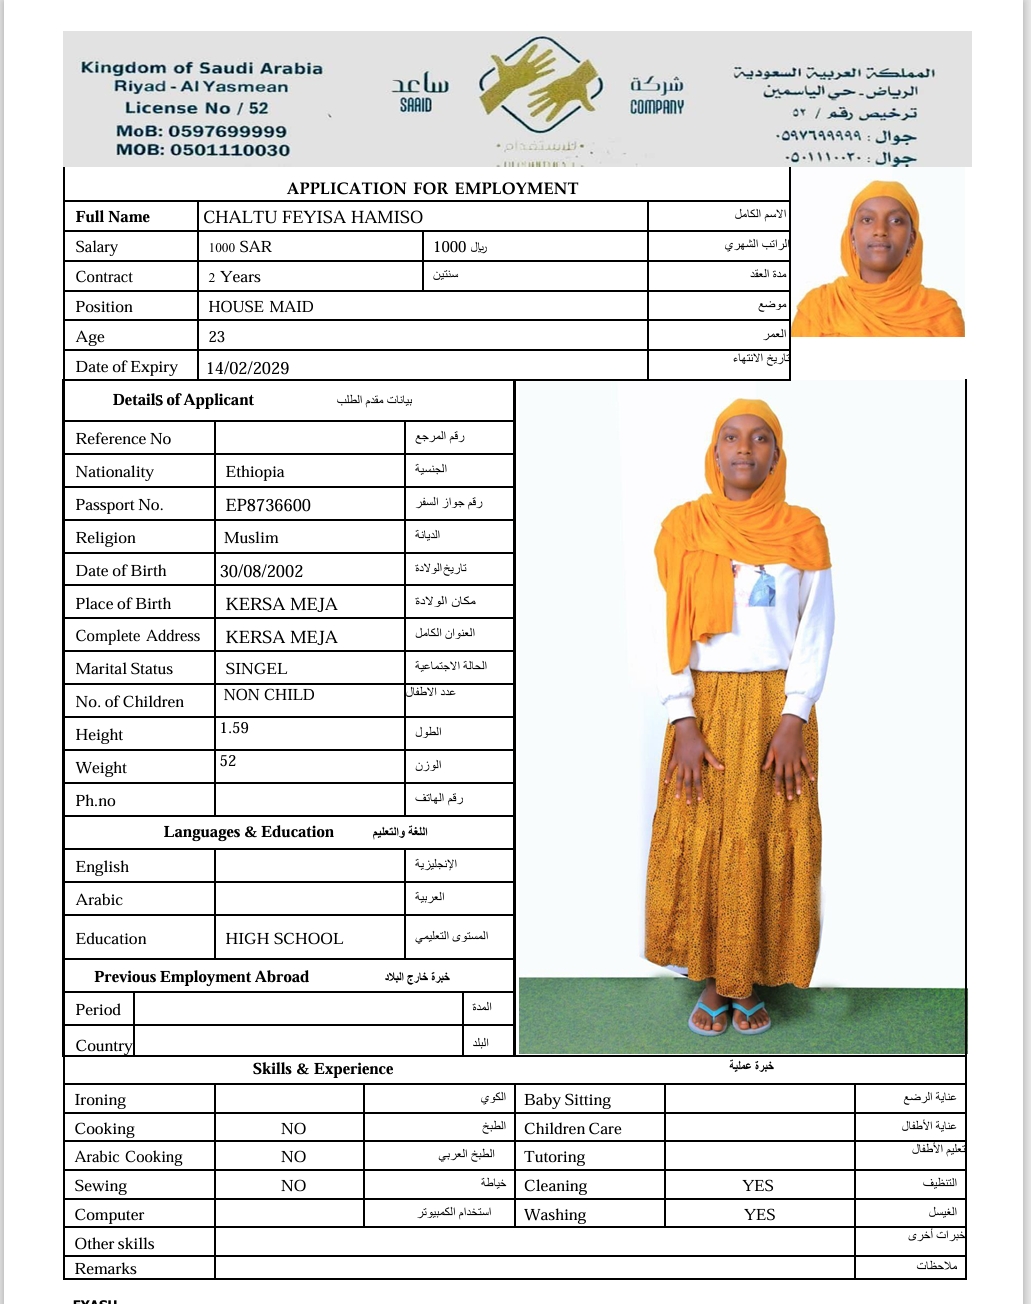 Kingdom of Saudi Arabia
Riyad - Al Yasmean
License No / 52
MoB: 0597699999
MOB: 0501110030
ساعد
SAAID
شركة
COMPANY
للاستقدام
المملكة العربية السعودية
الرياض - حي الياسمين
ترخيص رقم / ٥٢
جوال : ٠٥٩٧٦٩٩٩٩٩
جوال : ٠٥٠١١١٠٠٣٠
APPLICATION FOR EMPLOYMENT
Full Name CHALTU FEYISA HAMISO الاسم الكامل
Salary 1000 SAR 1000 ريال الراتب الشهري
Contract 2 Years سنتين مدة العقد
Position HOUSE MAID موضع
Age 23 العمر
Date of Expiry 14/02/2029 تاريخ الانتهاء
Details of Applicant بيانات مقدم الطلب
Reference No رقم المرجع
Nationality Ethiopia الجنسية
Passport No. EP8736600 رقم جواز السفر
Religion Muslim الديانة
Date of Birth 30/08/2002 تاريخ الولادة
Place of Birth KERSA MEJA مكان الولادة
Complete Address KERSA MEJA العنوان الكامل
Marital Status SINGEL الحالة الاجتماعية
No. of Children NON CHILD عدد الاطفال
Height 1.59 الطول
Weight 52 الوزن
Ph.no رقم الهاتف
Languages & Education اللغة والتعليم
English الإنجليزية
Arabic العربية
Education HIGH SCHOOL المستوى التعليمي
Previous Employment Abroad خبرة خارج البلاد
Period المدة
Country البلد
Skills & Experience خبرة عملية
Ironing الكوي Baby Sitting عناية الرضع
Cooking NO الطبخ Children Care عناية الأطفال
Arabic Cooking NO الطبخ العربي Tutoring تعليم الأطفال
Sewing NO خياطة Cleaning YES التنظيف
Computer استخدام الكمبيوتر Washing YES الغيسل
Other skills خبرات أخرى
Remarks ملاحظات